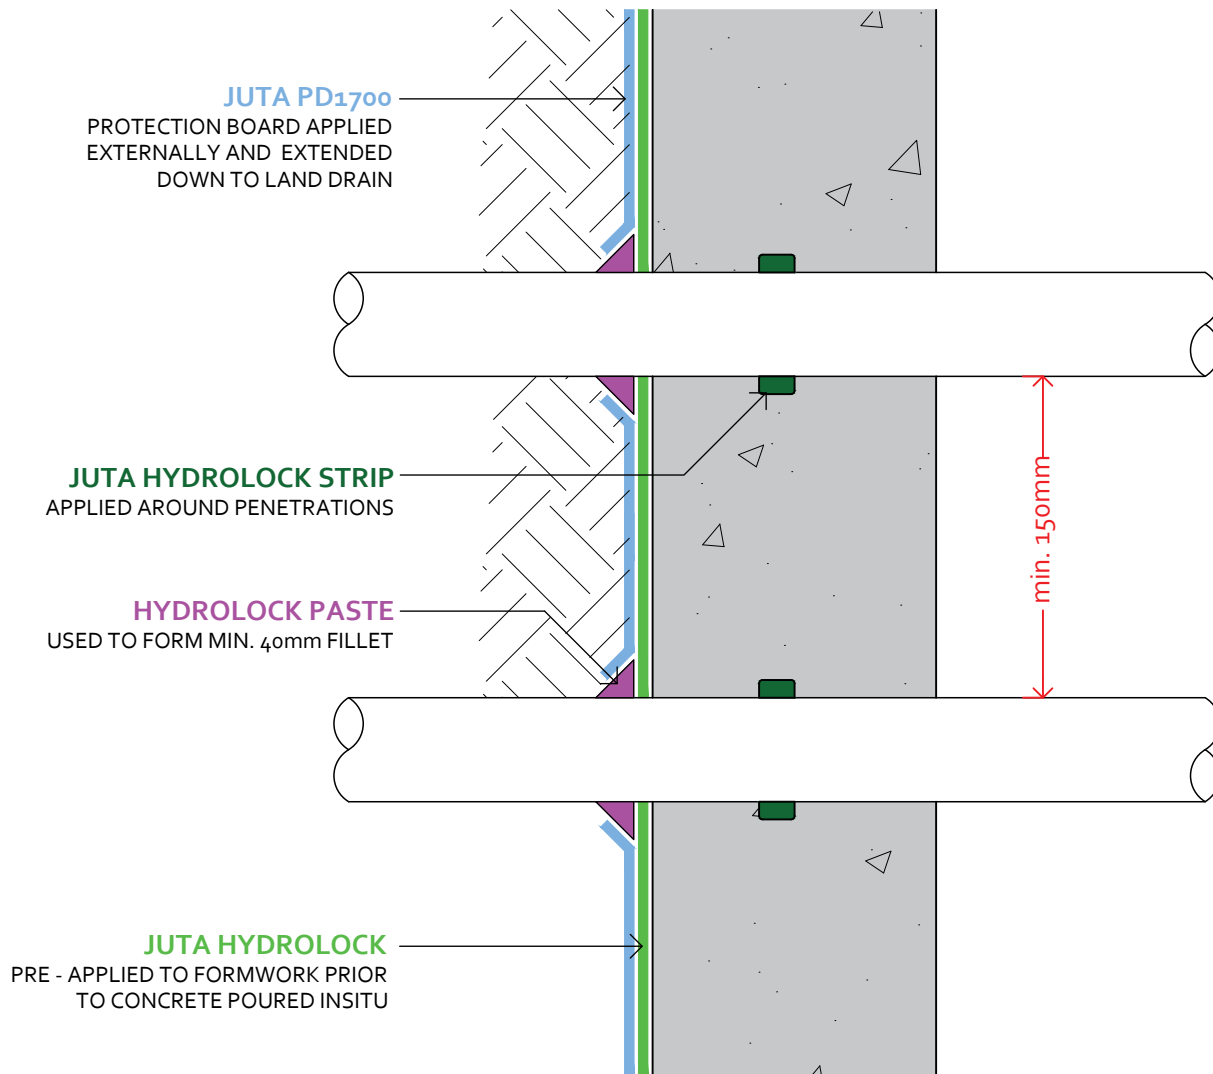 JUTA PD1700
PROTECTION BOARD APPLIED
EXTERNALLY AND EXTENDED
DOWN TO LAND DRAIN
JUTA HYDROLOCK STRIP
APPLIED AROUND PENETRATIONS
min. 150mm
HYDROLOCK PASTE
USED TO FORM MIN. 40mm FILLET
JUTA HYDROLOCK
PRE - APPLIED TO FORMWORK PRIOR
TO CONCRETE POURED INSITU